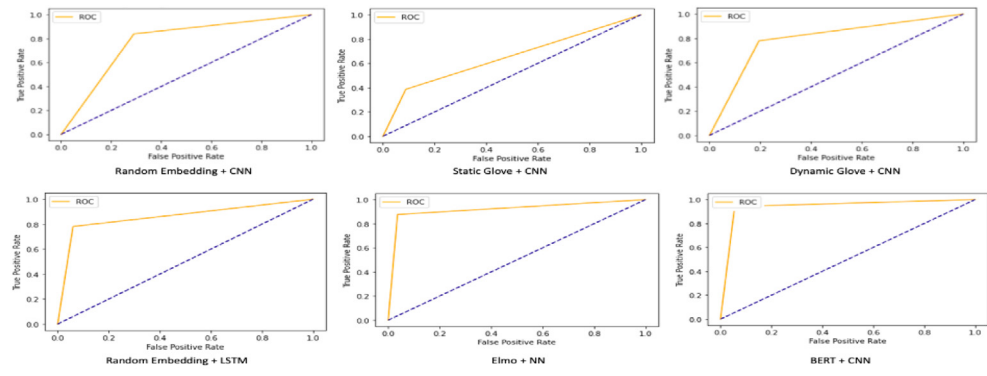 ROC
ROC
ROC
True Positive Rate
True Positive Rate
True Positive Rate
1.0
0.8
0.6
0.4
0.2
0.0
1.0
0.8
0.6
0.4
0.2
0.0
1.0
0.8
0.6
0.4
0.2
0.0
0.0 0.2 0.4 0.6 0.8 1.0
0.0 0.2 0.4 0.6 0.8 1.0
0.0 0.2 0.4 0.6 0.8 1.0
False Positive Rate
False Positive Rate
False Positive Rate
Random Embedding + CNN
Static Glove + CNN
Dynamic Glove + CNN
ROC
ROC
ROC
True Positive Rate
True Positive Rate
True Positive Rate
1.0
0.8
0.6
0.4
0.2
0.0
1.0
0.8
0.6
0.4
0.2
0.0
1.0
0.8
0.6
0.4
0.2
0.0
0.0 0.2 0.4 0.6 0.8 1.0
0.0 0.2 0.4 0.6 0.8 1.0
0.0 0.2 0.4 0.6 0.8 1.0
False Positive Rate
False Positive Rate
False Positive Rate
Random Embedding + LSTM
Elmo + NN
BERT + CNN